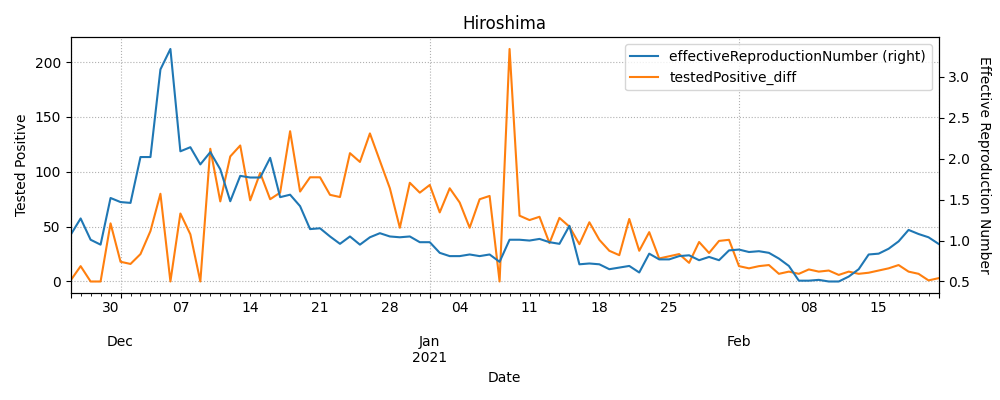 Hiroshima
effectiveReproductionNumber (right)
testedPositive_diff
Tested Positive
200
150
100
50
0
Effective Reproduction Number
3.0
2.5
2.0
1.5
1.0
0.5
30 07 14 21 28 04 11 18 25 08 15
Dec Jan Feb
2021
Date